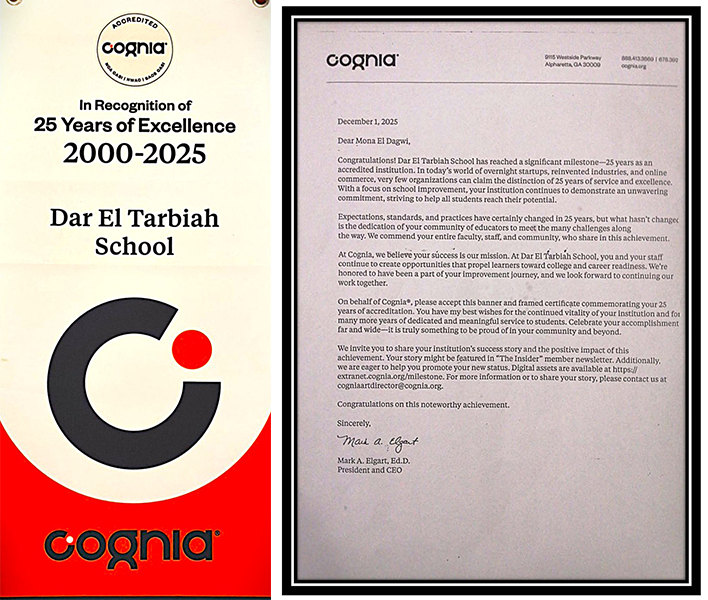 ACCREDITED
cognia
NCA CASI | NWAC | SACS CASI
In Recognition of
25 Years of Excellence
2000-2025
Dar El Tarbiah
School
cognia®
cognia®
9115 Westside Parkway
Alpharetta, GA 30009
888.413.3669 | 678.392
cognia.org
December 1, 2025
Dear Mona El Dagwi,
Congratulations! Dar El Tarbiah School has reached a significant milestone—25 years as an
accredited institution. In today's world of overnight startups, reinvented industries, and online
commerce, very few organizations can claim the distinction of 25 years of service and excellence.
With a focus on school improvement, your institution continues to demonstrate an unwavering
commitment, striving to help all students reach their potential.
Expectations, standards, and practices have certainly changed in 25 years, but what hasn't changed
is the dedication of your community of educators to meet the many challenges along
the way. We commend your entire faculty, staff, and community, who share in this achievement.
At Cognia, we believe your success is our mission. At Dar El Tarbiah School, you and your staff
continue to create opportunities that propel learners toward college and career readiness. We're
honored to have been a part of your improvement journey, and we look forward to continuing our
work together.
On behalf of Cognia®, please accept this banner and framed certificate commemorating your 25
years of accreditation. You have my best wishes for the continued vitality of your institution and for
many more years of dedicated and meaningful service to students. Celebrate your accomplishment
far and wide—it is truly something to be proud of in your community and beyond.
We invite you to share your institution's success story and the positive impact of this
achievement. Your story might be featured in "The Insider" member newsletter. Additionally,
we are eager to help you promote your new status. Digital assets are available at https://
extranet.cognia.org/milestone. For more information or to share your story, please contact us at
cogniaartdirector@cognia.org.
Congratulations on this noteworthy achievement.
Sincerely,
Mark A. Elgart
Mark A. Elgart, Ed.D.
President and CEO